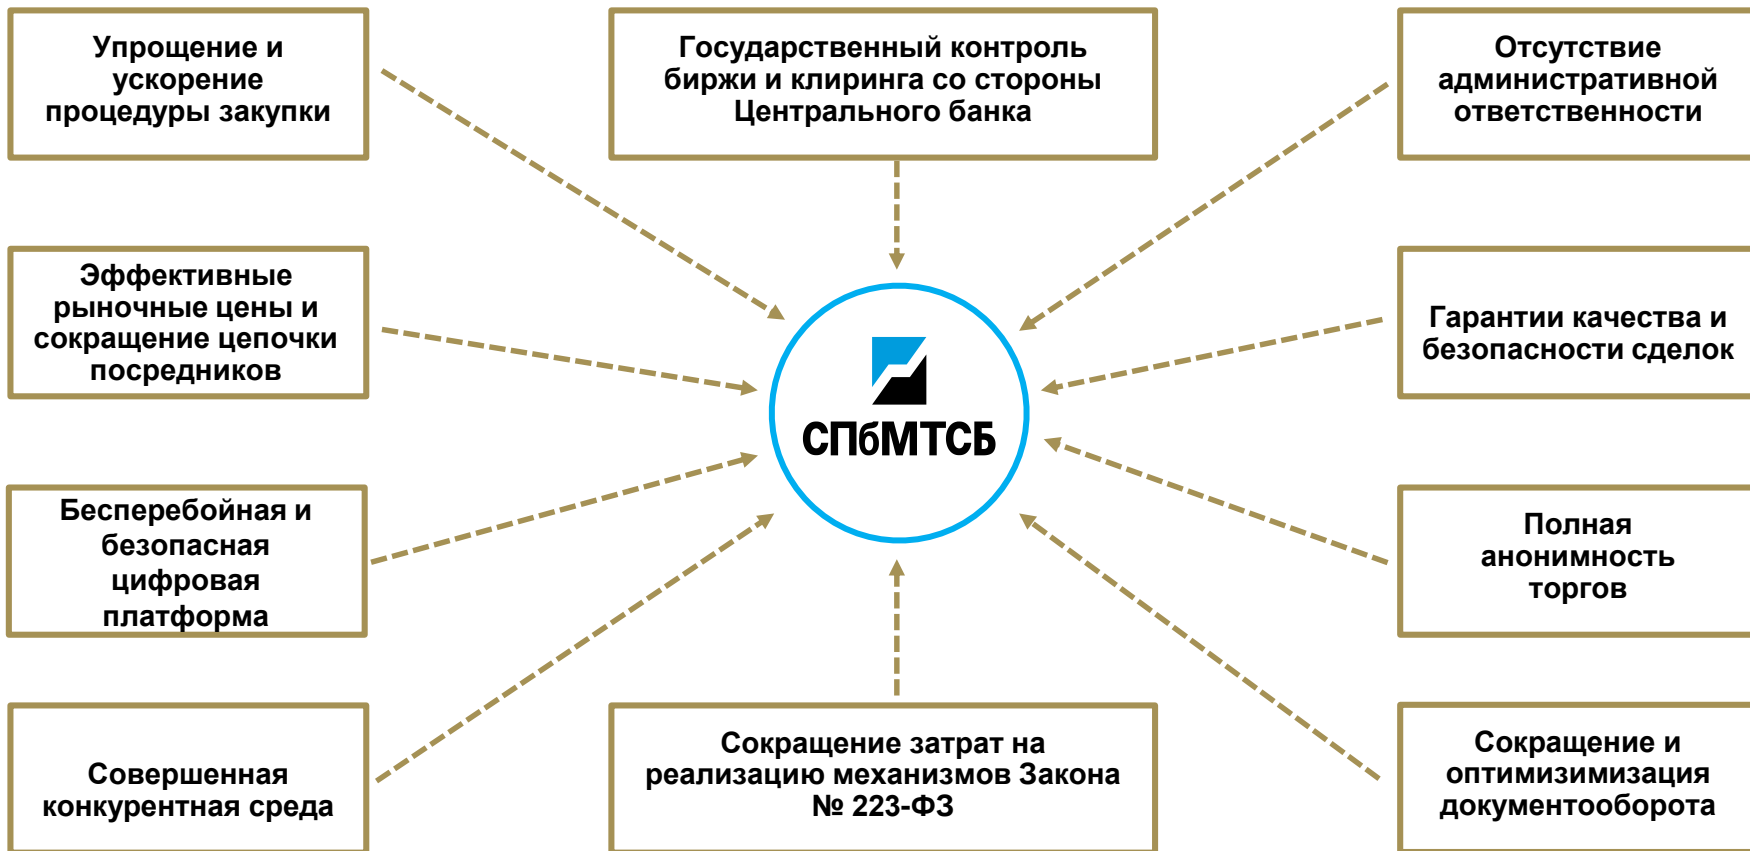 Упрощение и
ускорение
процедуры закупки
Государственный контроль
биржи и клиринга со стороны
Центрального банка
Отсутствие
административной
ответственности
Эффективные
рыночные цены и
сокращение цепочки
посредников
Гарантии качества и
безопасности сделок
СПбМТСБ
Бесперебойная и
безопасная
цифровая
платформа
Полная
анонимность
торгов
Совершенная
конкурентная среда
Сокращение затрат на
реализацию механизмов Закона
№ 223-ФЗ
Сокращение и
оптимизимизация
документооборота